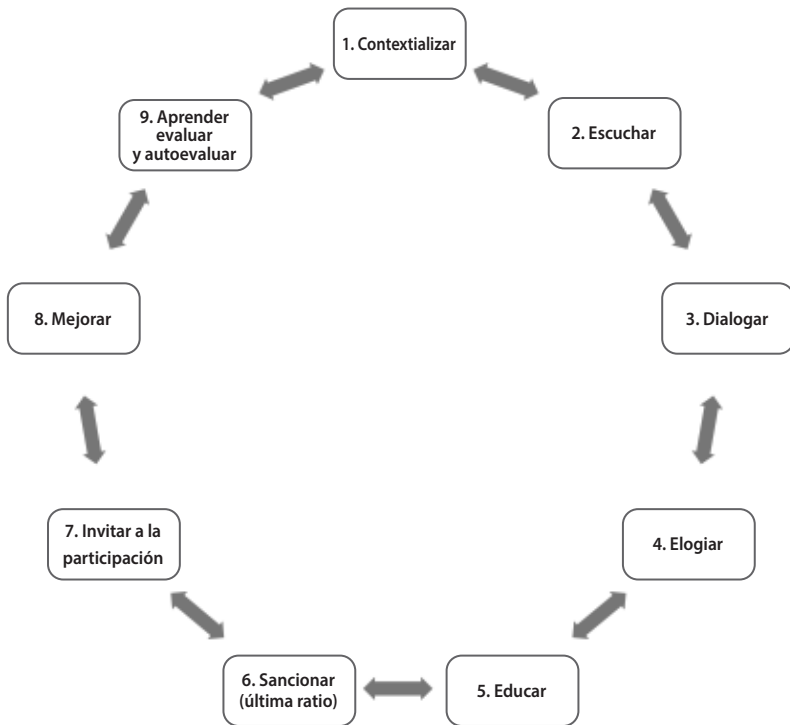 1. Contextializar
2. Escuchar
3. Dialogar
4. Elogiar
5. Educar
6. Sancionar
(última ratio)
7. Invitar a la
participación
8. Mejorar
9. Aprender
evaluar
y autoevaluar